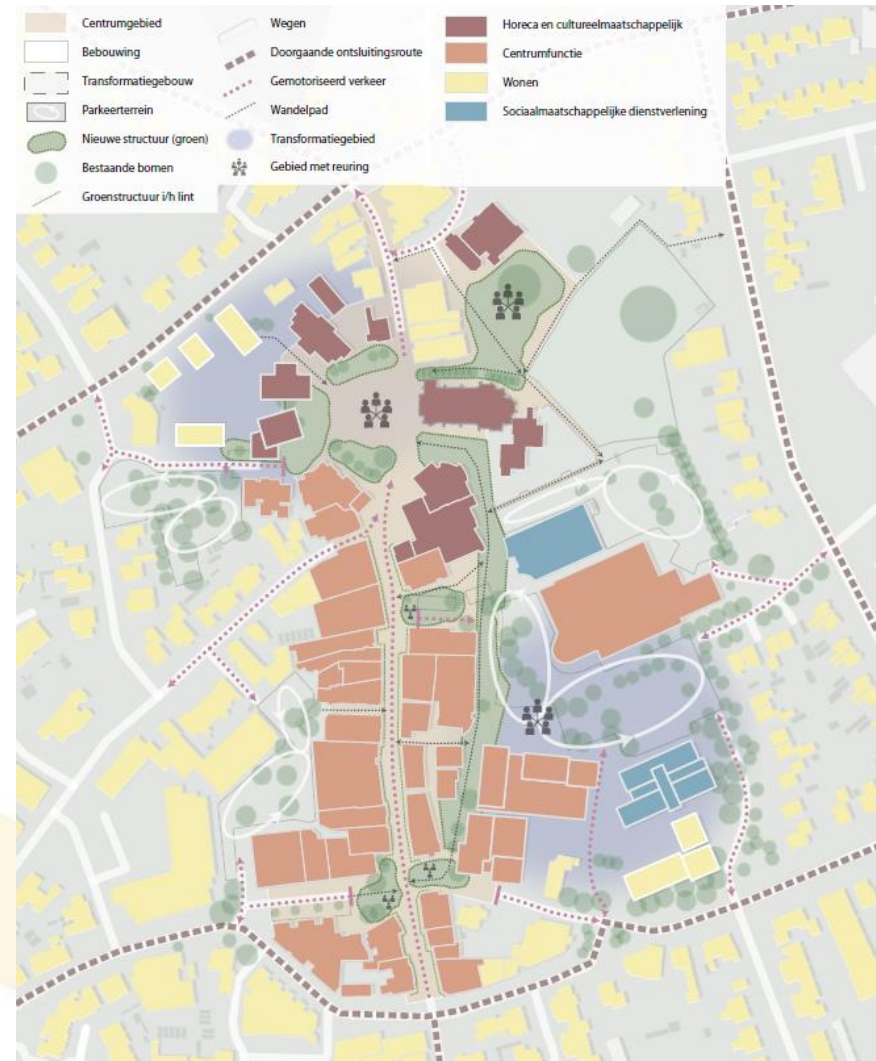 Centrumgebied
Bebouwing
Transformatiegebouw
Parkeerterrein
Nieuwe structuur (groen)
Bestaande bomen
Groenstructuur i/h lint
Wegen
Doorgaande ontsluitingsroute
Gemotoriseerd verkeer
Wandelpad
Transformatiegebied
Gebied met reuring
Horeca en cultureelmaatschappelijk
Centrumfunctie
Wonen
Sociaalmaatschappelijke dienstverlening